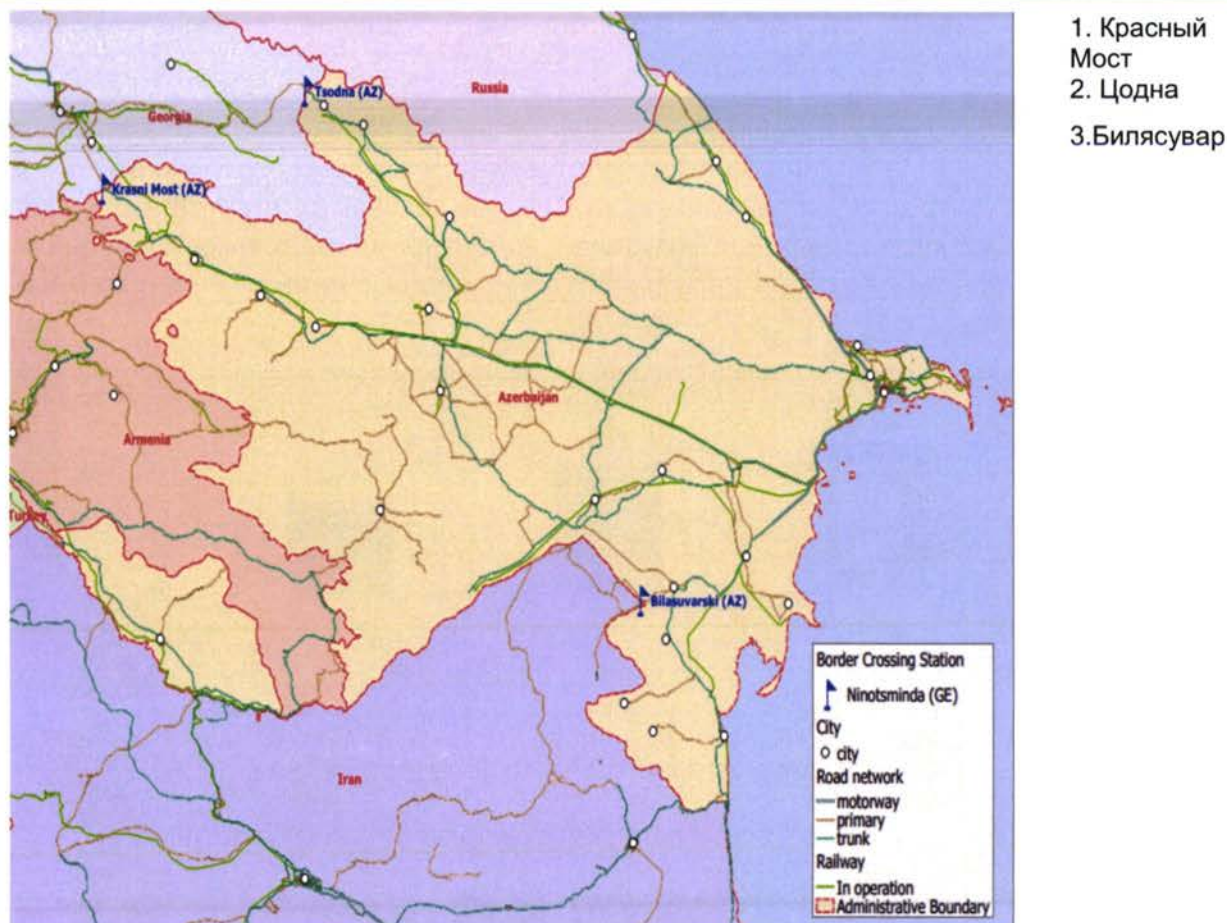 Tsodna (AZ)
Russia
Georgia
Krasni Most (AZ)
Azerbaijan
Armenia
Turkey
Bilasuvarski (AZ)
Iran
Border Crossing Station
Ninotsminda (GE)
City
city
Road network
motorway
primary
trunk
Railway
In operation
Administrative Boundary
1. Красный
Мост
2. Цодна
3.Билясувар